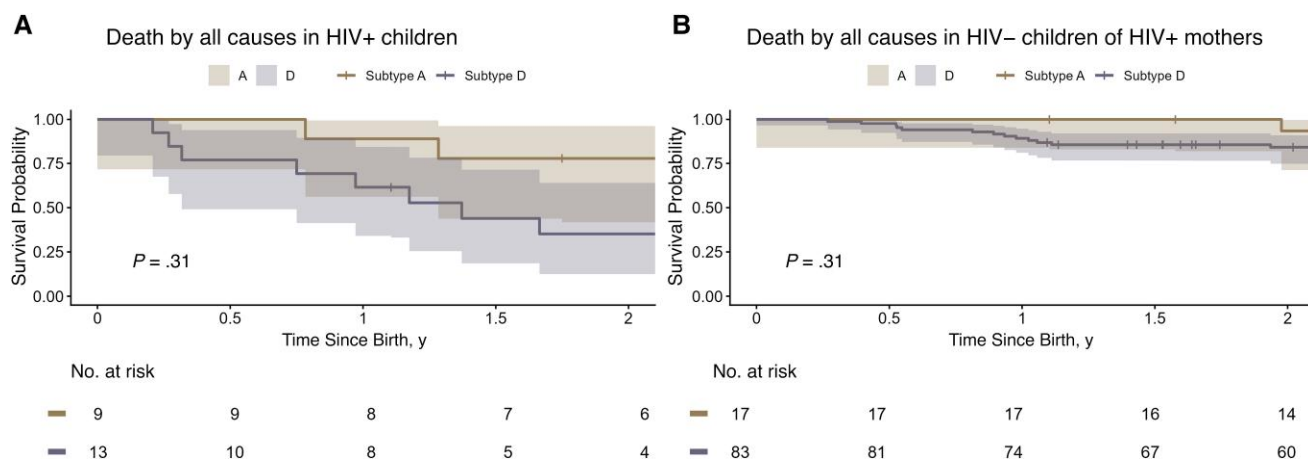 A
Death by all causes in HIV+ children
A D Subtype A Subtype D
Survival Probability
1.00
0.75
0.50
0.25
0.00
P = .31
0 0.5 1 1.5 2
Time Since Birth, y
No. at risk
9 9 8 7 6
13 10 8 5 4
B
Death by all causes in HIV− children of HIV+ mothers
A D Subtype A Subtype D
Survival Probability
1.00
0.75
0.50
0.25
0.00
P = .31
0 0.5 1 1.5 2
Time Since Birth, y
No. at risk
17 17 17 16 14
83 81 74 67 60